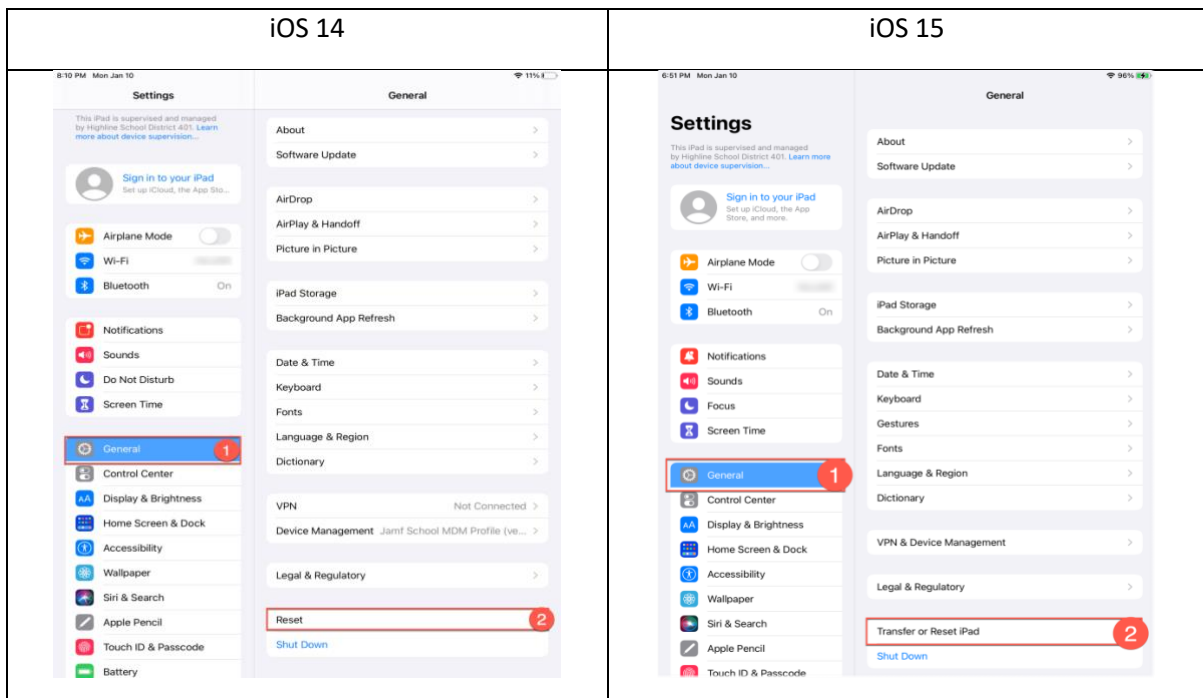 iOS 14
iOS 15
8:10 PM Mon Jan 10
11%
Settings
General
This iPad is supervised and managed
by Highline School District 401. Learn
more about device supervision...
Sign in to your iPad
Set up iCloud, the App Sto...
Airplane Mode
Wi-Fi
Bluetooth On
Notifications
Sounds
Do Not Disturb
Screen Time
General 1
Control Center
Display & Brightness
Home Screen & Dock
Accessibility
Wallpaper
Siri & Search
Apple Pencil
Touch ID & Passcode
Battery
About
Software Update
AirDrop
AirPlay & Handoff
Picture in Picture
iPad Storage
Background App Refresh
Date & Time
Keyboard
Fonts
Language & Region
Dictionary
VPN Not Connected
Device Management Jamf School MDM Profile (ve...
Legal & Regulatory
Reset 2
Shut Down
6:51 PM Mon Jan 10
96%
Settings
General
This iPad is supervised and managed
by Highline School District 401. Learn more
about device supervision...
Sign in to your iPad
Set up iCloud, the App
Store, and more.
Airplane Mode
Wi-Fi
Bluetooth On
Notifications
Sounds
Focus
Screen Time
General 1
Control Center
Display & Brightness
Home Screen & Dock
Accessibility
Wallpaper
Siri & Search
Apple Pencil
Touch ID & Passcode
About
Software Update
AirDrop
AirPlay & Handoff
Picture in Picture
iPad Storage
Background App Refresh
Date & Time
Keyboard
Gestures
Fonts
Language & Region
Dictionary
VPN & Device Management
Legal & Regulatory
Transfer or Reset iPad 2
Shut Down